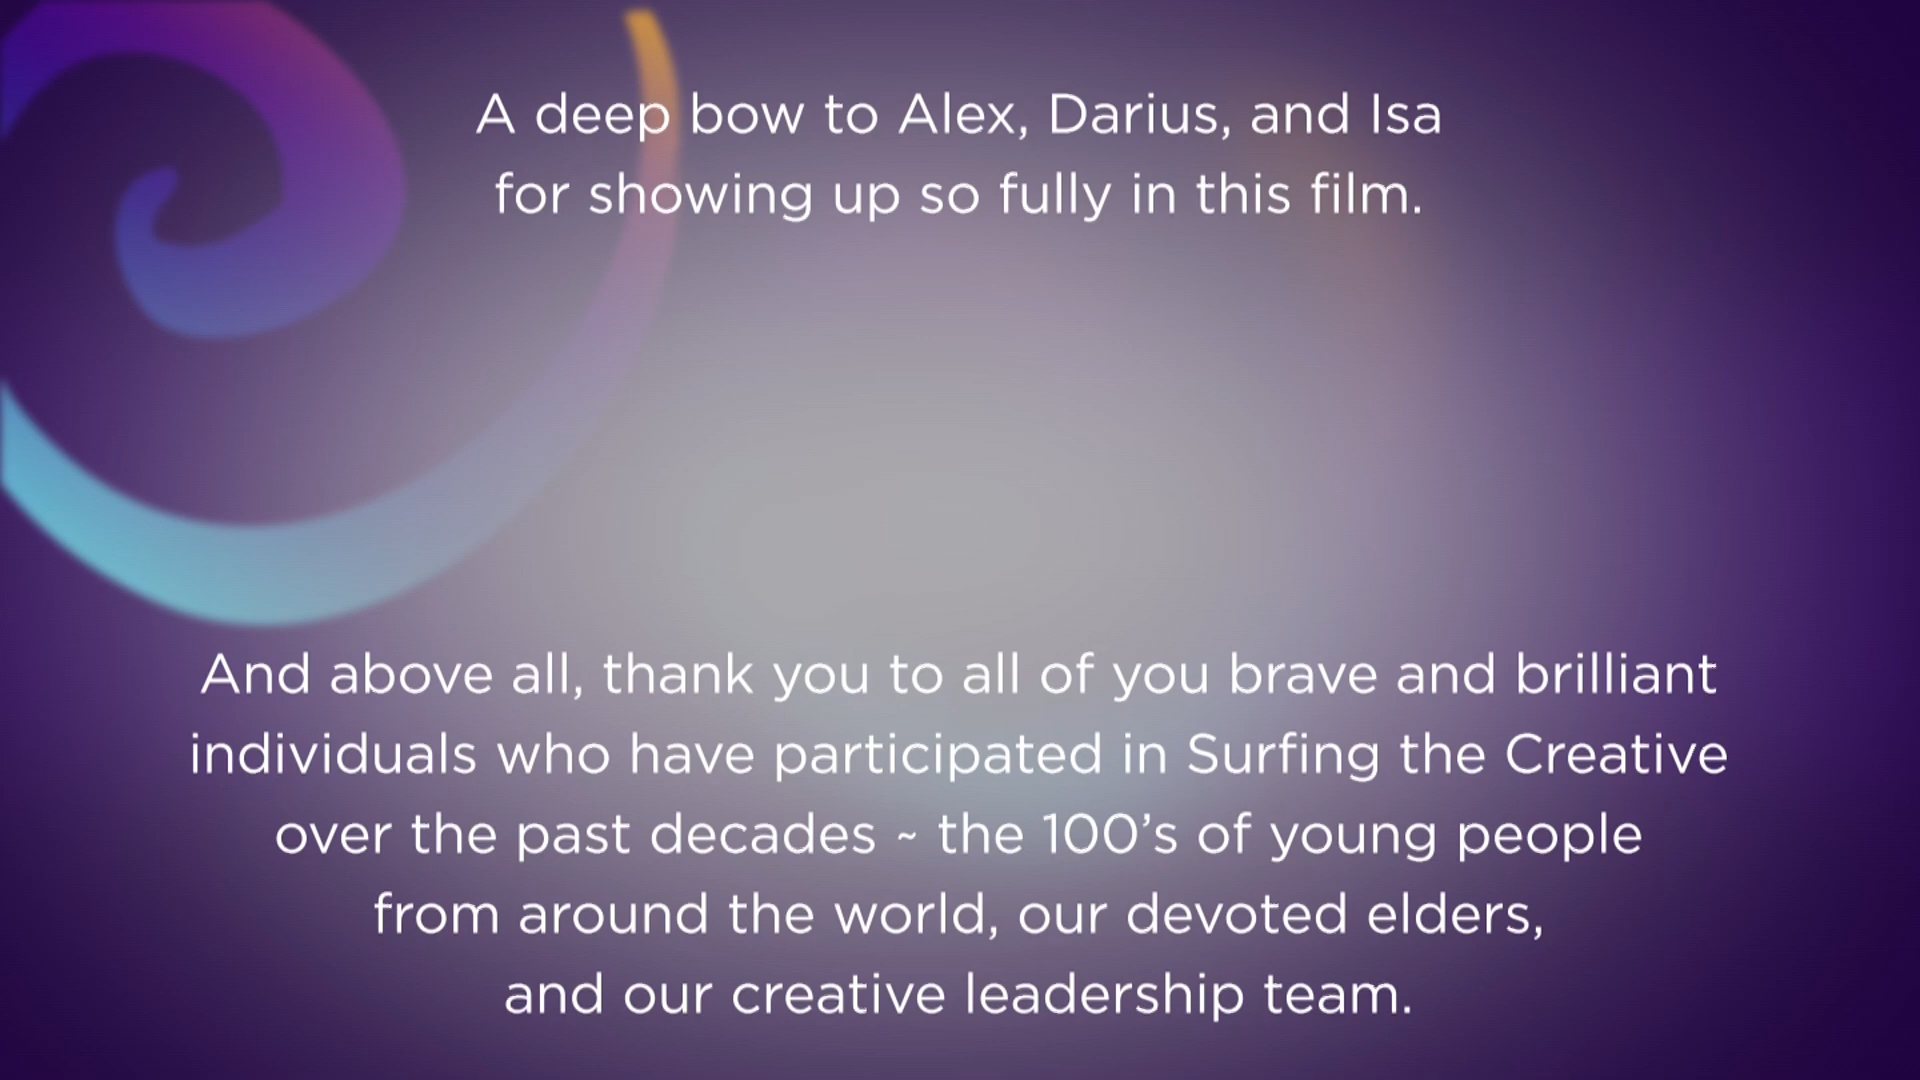 A deep bow to Alex, Darius, and Isa
for showing up so fully in this film.
And above all, thank you to all of you brave and brilliant
individuals who have participated in Surfing the Creative
over the past decades ~ the 100’s of young people
from around the world, our devoted elders,
and our creative leadership team.